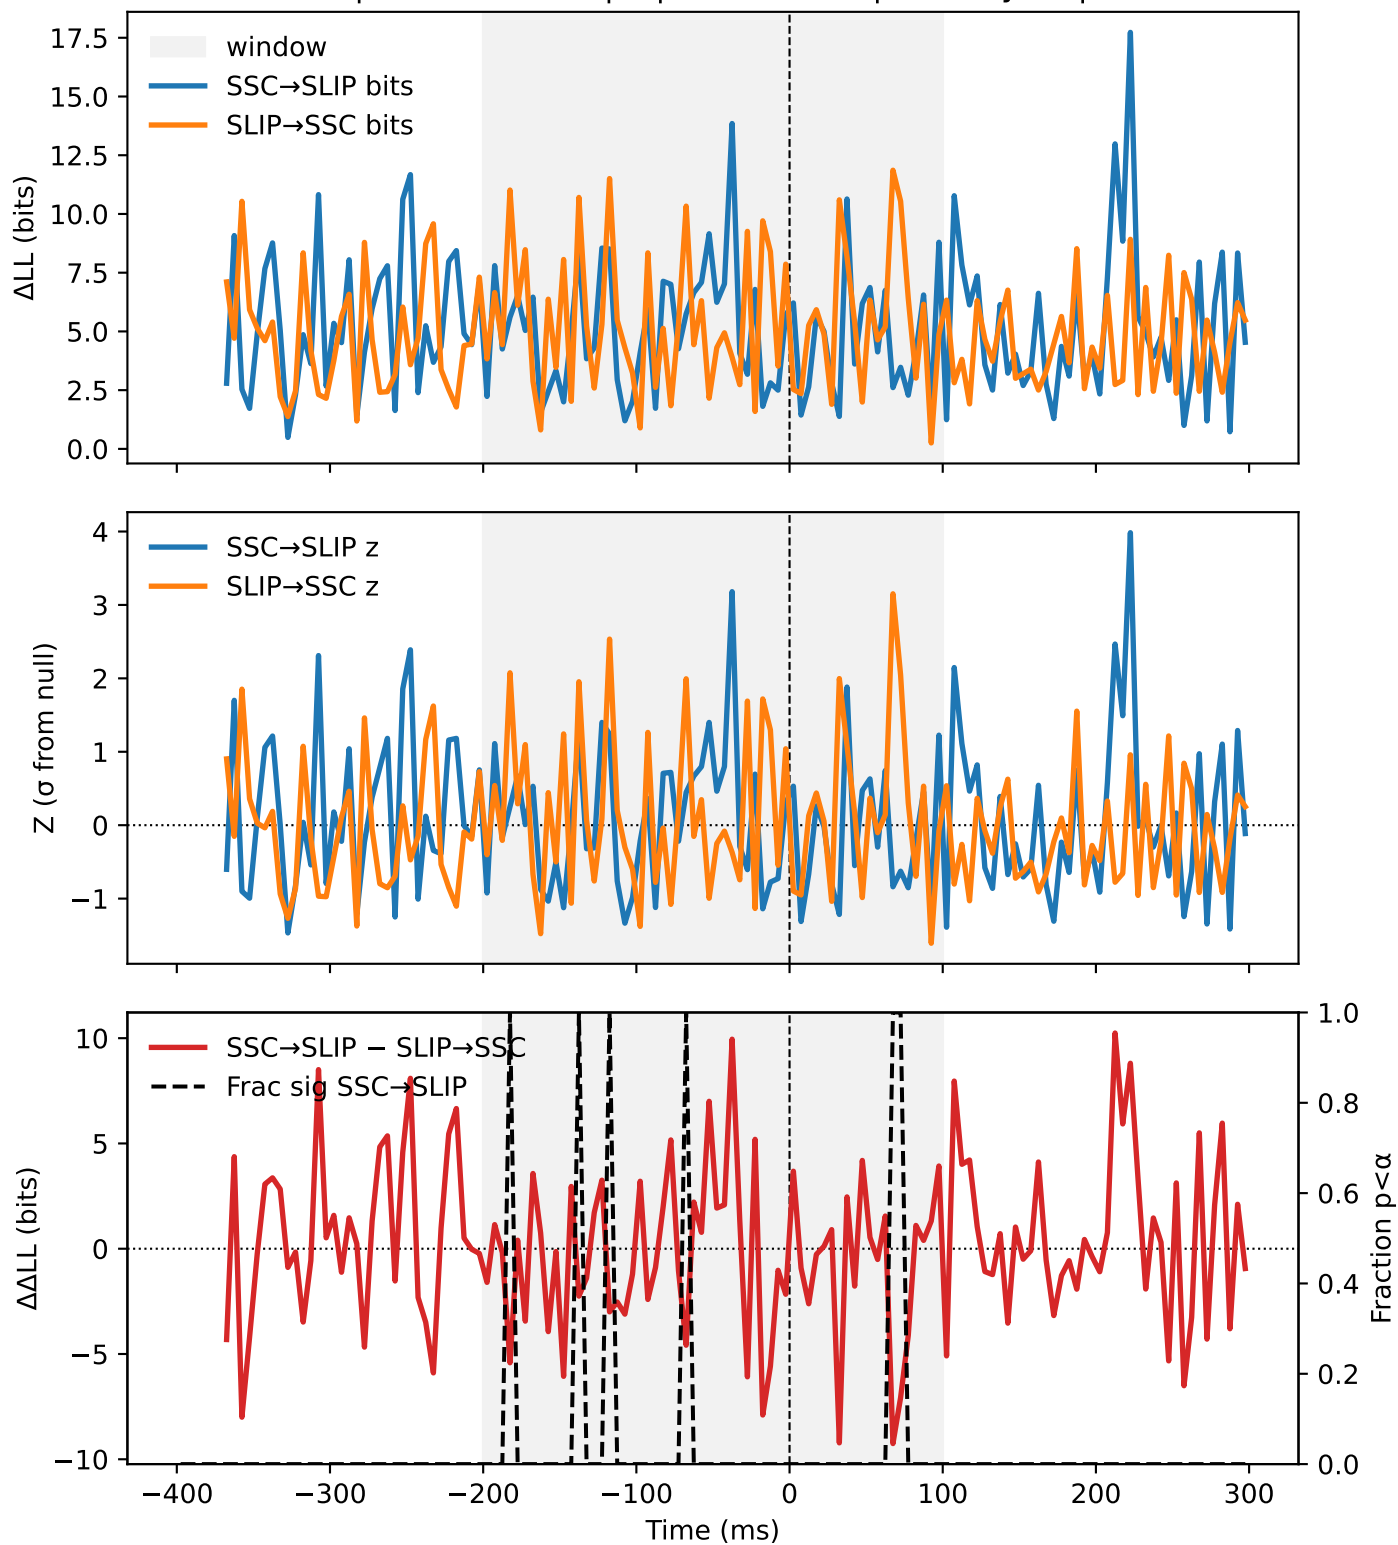 17.5
15.0
12.5
10.0
7.5
5.0
2.5
0.0
ΔLL (bits)
window
SSC→SLIP bits
SLIP→SSC bits
4
3
2
1
0
−1
Z (σ from null)
SSC→SLIP z
SLIP→SSC z
10
5
0
−5
−10
ΔΔLL (bits)
SSC→SLIP − SLIP→SSC
Frac sig SSC→SLIP
1.0
0.8
0.6
0.4
0.2
0.0
Fraction p<α
−400 −300 −200 −100 0 100 200 300
Time (ms)